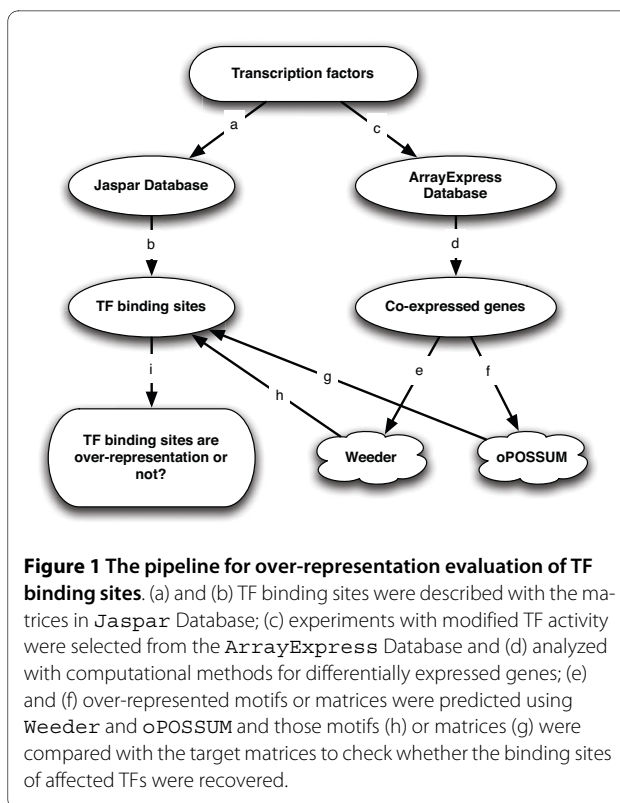 Transcription factors
a
c
Jaspar Database
ArrayExpress
Database
b
d
TF binding sites
Co-expressed genes
i
h
g
e
f
TF binding sites are
over-representation or
not?
Weeder
oPOSSUM
Figure 1 The pipeline for over-representation evaluation of TF
binding sites. (a) and (b) TF binding sites were described with the ma-
trices in Jaspar Database; (c) experiments with modified TF activity
were selected from the ArrayExpress Database and (d) analyzed
with computational methods for differentially expressed genes; (e)
and (f) over-represented motifs or matrices were predicted using
Weeder and oPOSSUM and those motifs (h) or matrices (g) were
compared with the target matrices to check whether the binding sites
of affected TFs were recovered.